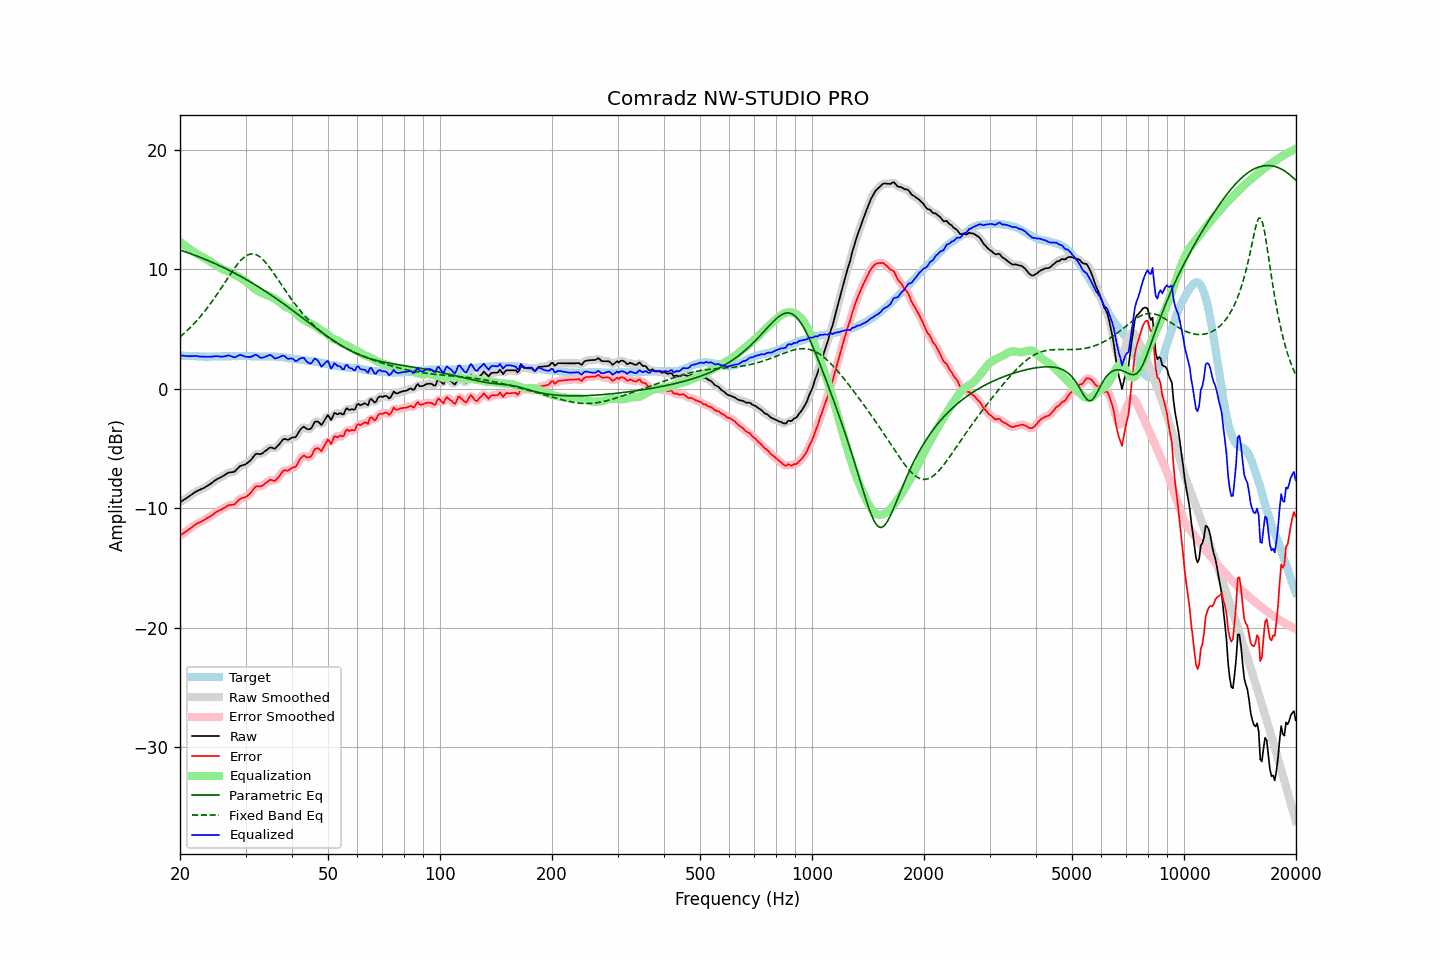 Comradz NW-STUDIO PRO
Amplitude (dBr)
20
10
0
−10
−20
−30
Target
Raw Smoothed
Error Smoothed
Raw
Error
Equalization
Parametric Eq
Fixed Band Eq
Equalized
20 50 100 200 500 1000 2000 5000 10000 20000
Frequency (Hz)